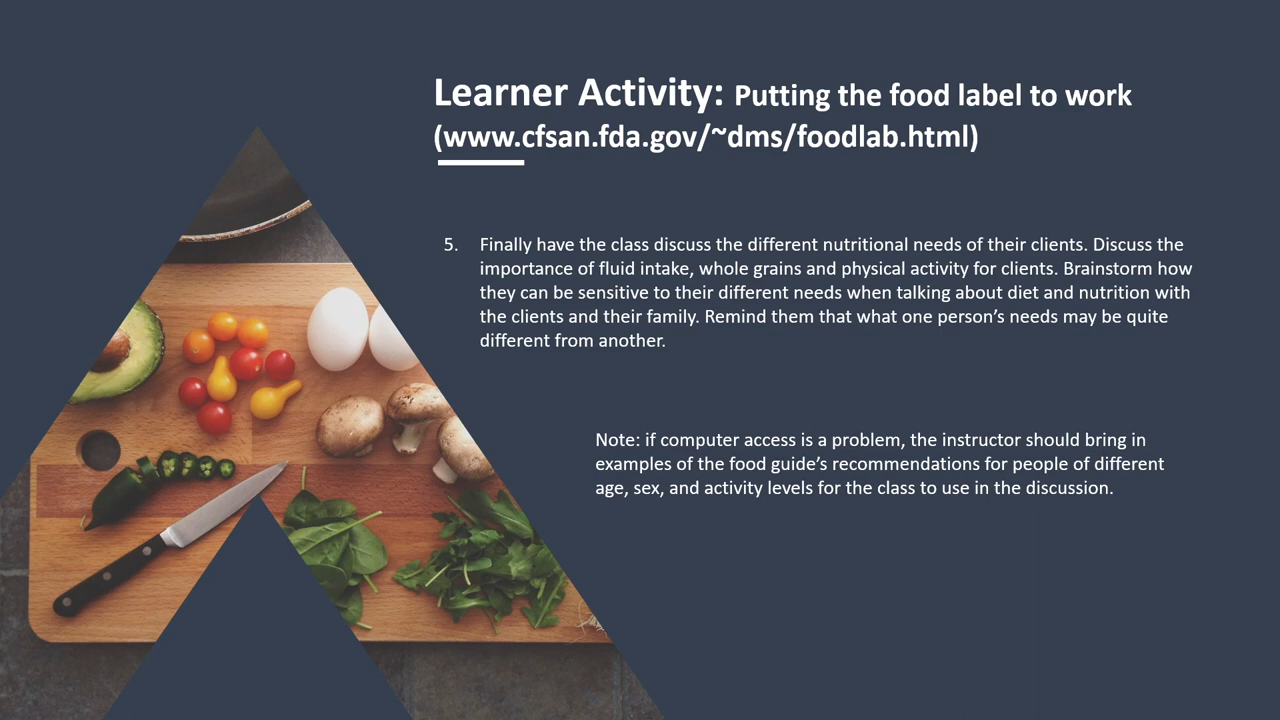 Learner Activity: Putting the food label to work
(www.cfsan.fda.gov/~dms/foodlab.html)
5. Finally have the class discuss the different nutritional needs of their clients. Discuss the
importance of fluid intake, whole grains and physical activity for clients. Brainstorm how
they can be sensitive to their different needs when talking about diet and nutrition with
the clients and their family. Remind them that what one person’s needs may be quite
different from another.
Note: if computer access is a problem, the instructor should bring in
examples of the food guide’s recommendations for people of different
age, sex, and activity levels for the class to use in the discussion.